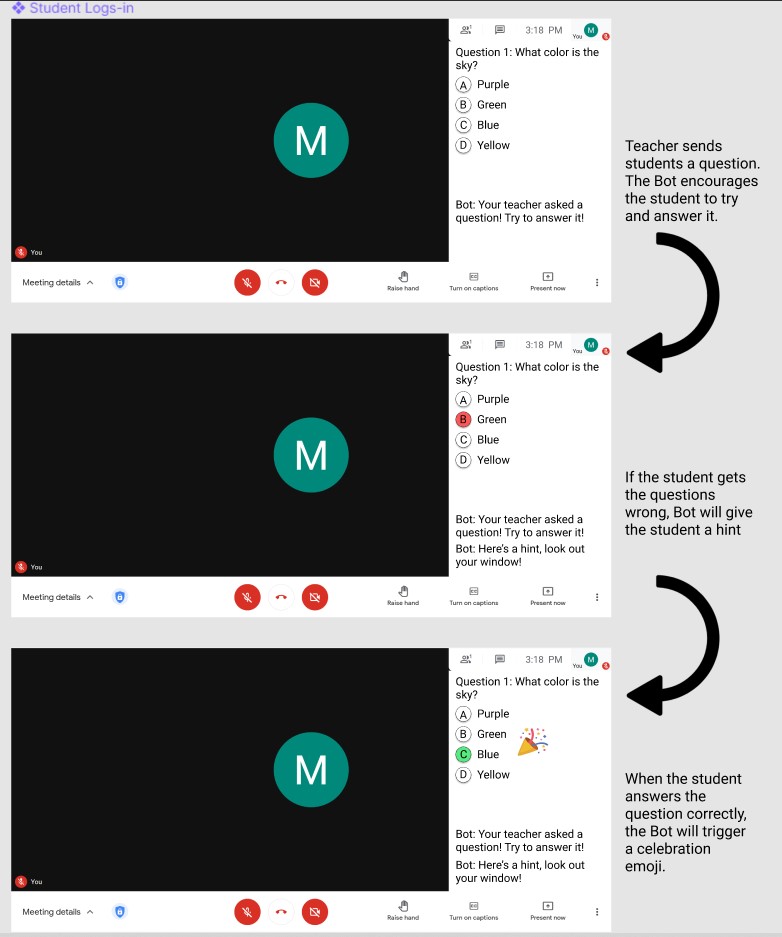 Student Logs-in
1
3:18 PM
You
M
Question 1: What color is the
sky?
A Purple
B Green
C Blue
D Yellow
Bot: Your teacher asked a
question! Try to answer it!
M
You
Meeting details
Raise hand
CC
Turn on captions
Present now
Teacher sends
students a question.
The Bot encourages
the student to try
and answer it.
1
3:18 PM
You
M
Question 1: What color is the
sky?
A Purple
B Green
C Blue
D Yellow
Bot: Your teacher asked a
question! Try to answer it!
Bot: Here's a hint, look out
your window!
M
You
Meeting details
Raise hand
CC
Turn on captions
Present now
If the student gets
the questions
wrong, Bot will give
the student a hint
1
3:18 PM
You
M
Question 1: What color is the
sky?
A Purple
B Green
C Blue
D Yellow
Bot: Your teacher asked a
question! Try to answer it!
Bot: Here's a hint, look out
your window!
M
You
Meeting details
Raise hand
CC
Turn on captions
Present now
When the student
answers the
question correctly,
the Bot will trigger
a celebration
emoji.